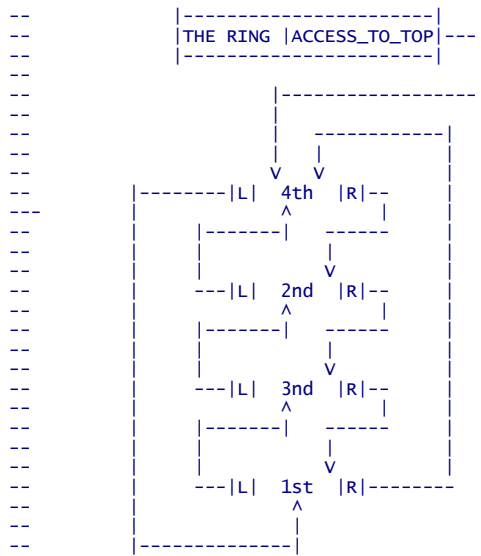 --                 |-----------------------|
--                 |THE RING |ACCESS_TO_TOP|---
--                 |-----------------------|
--
--                         |------------------
--                         |
--                         |   ------------|
--                         |   |           |
--                         V   V           |
--            |--------|L|  4th  |R|--     |
---           |             ^        |     |
--            |     |-------|   ------     |
--            |     |           |          |
--            |     |           V          |
--            |     ---|L|  2nd  |R|--     |
--            |             ^        |     |
--            |     |-------|   ------     |
--            |     |           |          |
--            |     |           V          |
--            |     ---|L|  3nd  |R|--     |
--            |             ^        |     |
--            |     |-------|   ------     |
--            |     |           |          |
--            |     |           V          |
--            |     ---|L|  1st  |R|--------
--            |              ^
--            |              |
--            |--------------|